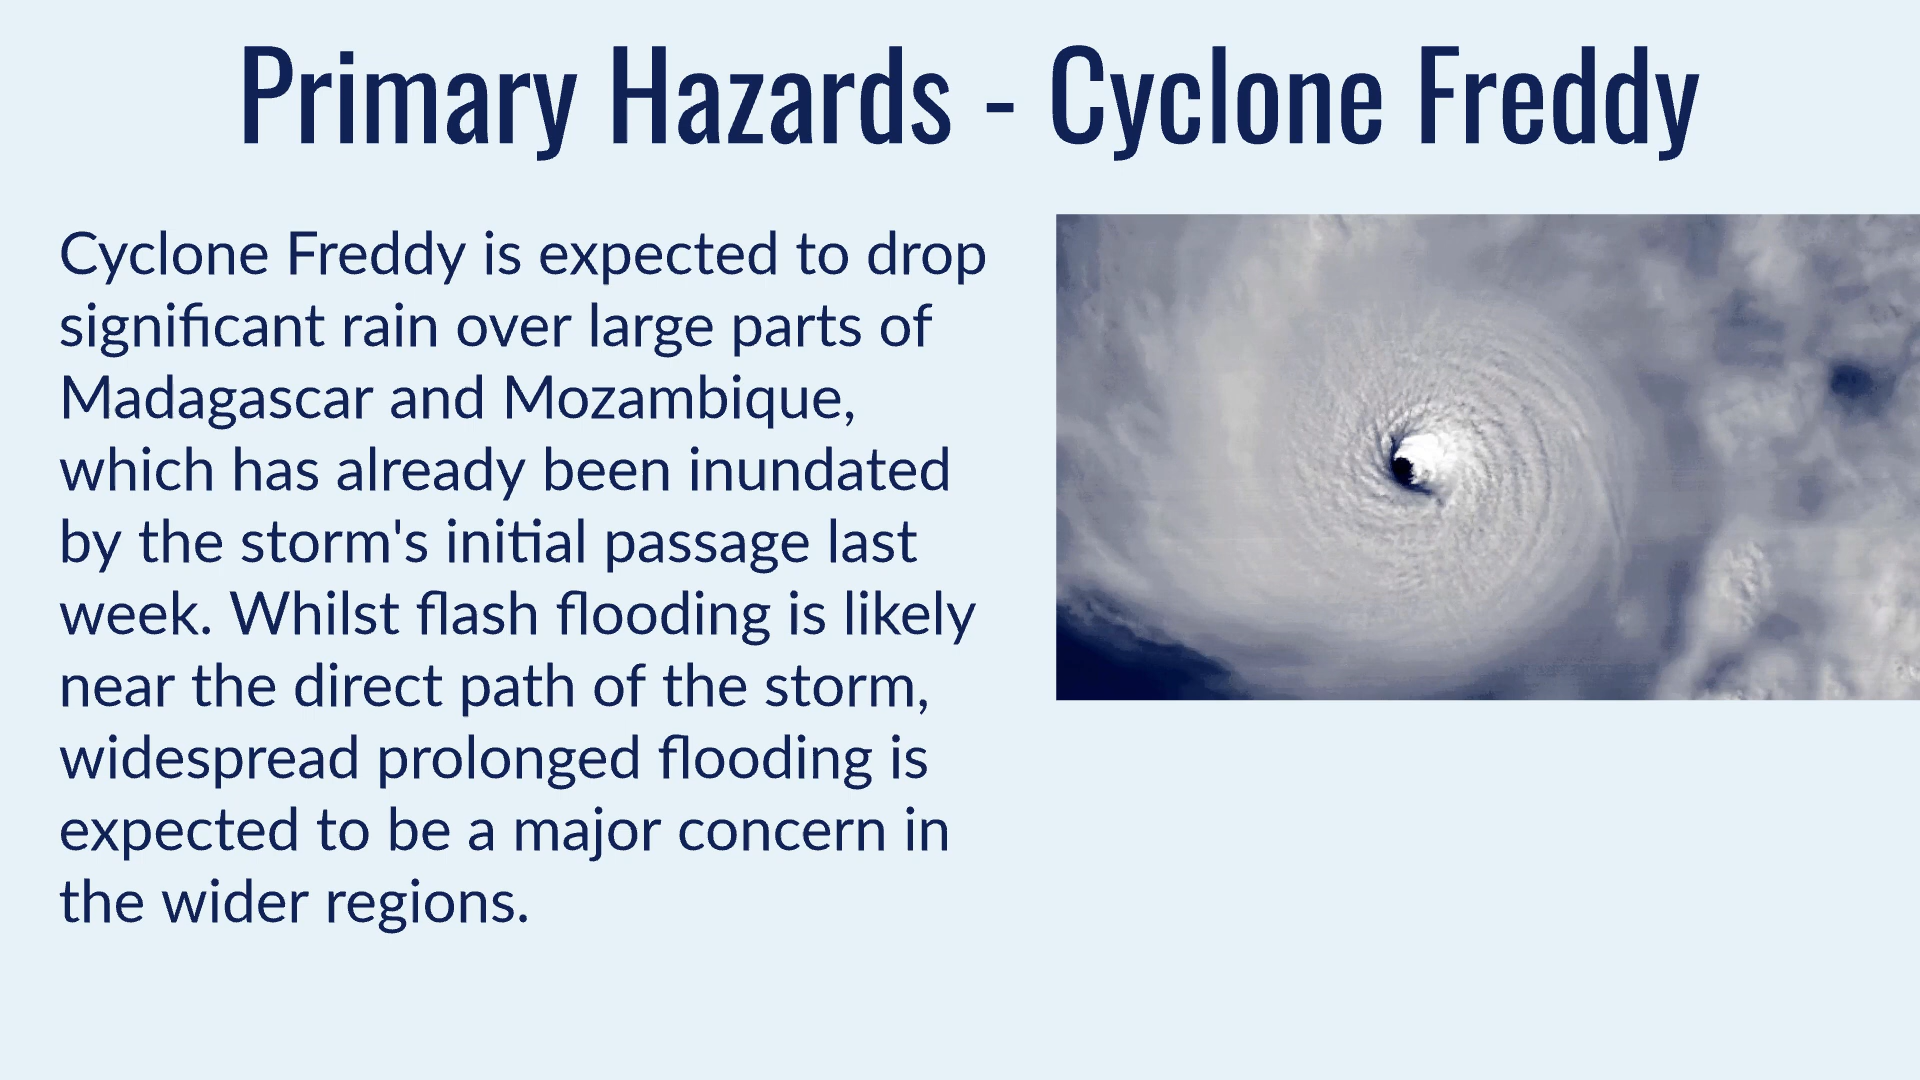 Primary Hazards - Cyclone Freddy
Cyclone Freddy is expected to drop
significant rain over large parts of
Madagascar and Mozambique,
which has already been inundated
by the storm's initial passage last
week. Whilst flash flooding is likely
near the direct path of the storm,
widespread prolonged flooding is
expected to be a major concern in
the wider regions.